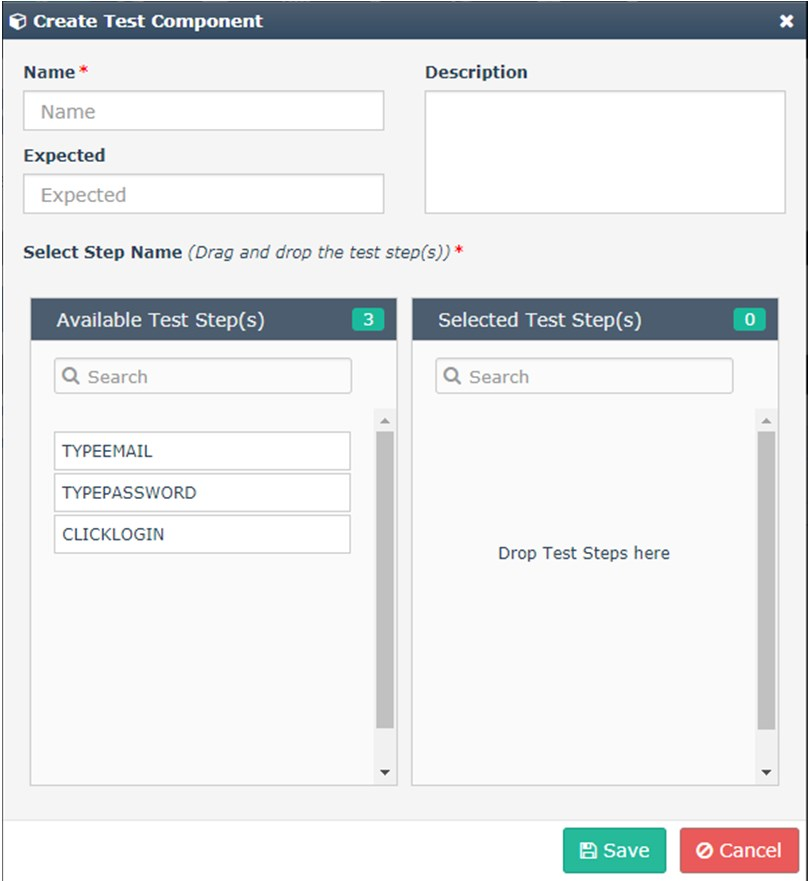 Create Test Component
Name *
Name
Description
Expected
Expected
Select Step Name (Drag and drop the test step(s)) *
Available Test Step(s) 3
Search
TYPEEMAIL
TYPEPASSWORD
CLICKLOGIN
Selected Test Step(s) 0
Search
Drop Test Steps here
Save
Cancel